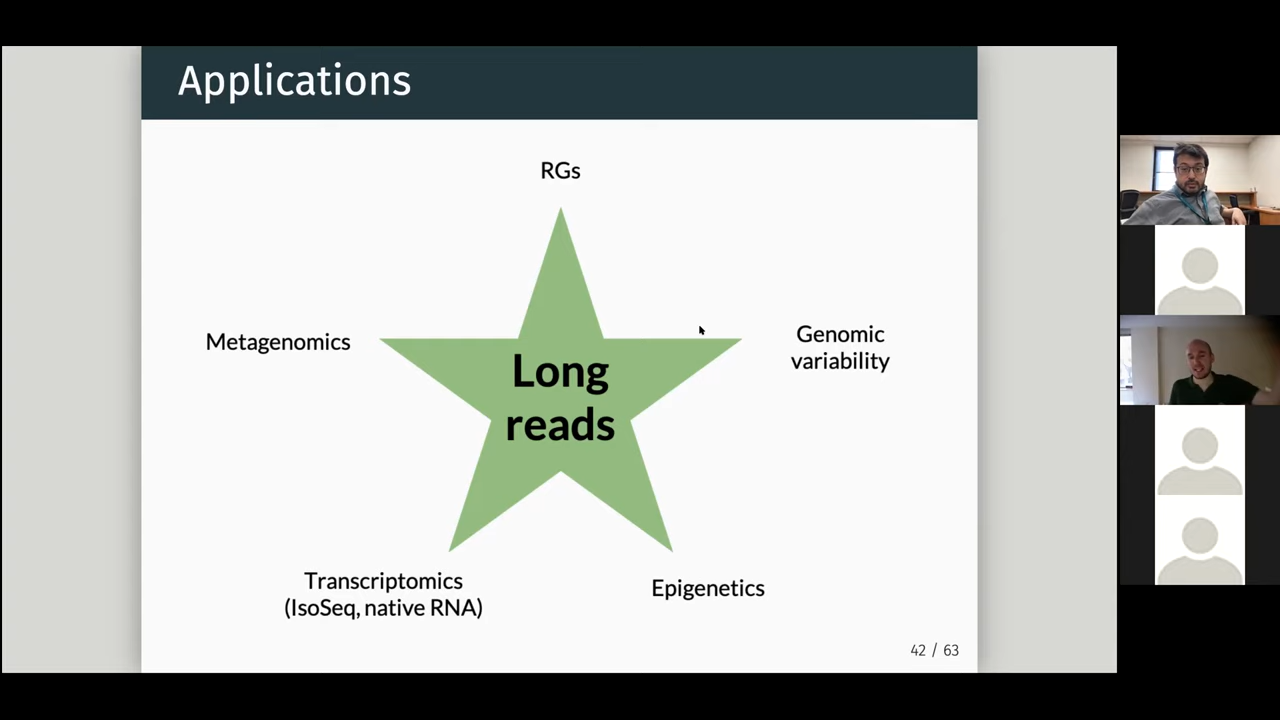 Applications
RGs
Metagenomics
Genomic
variability
Long
reads
Transcriptomics
(IsoSeq, native RNA)
Epigenetics
42 / 63